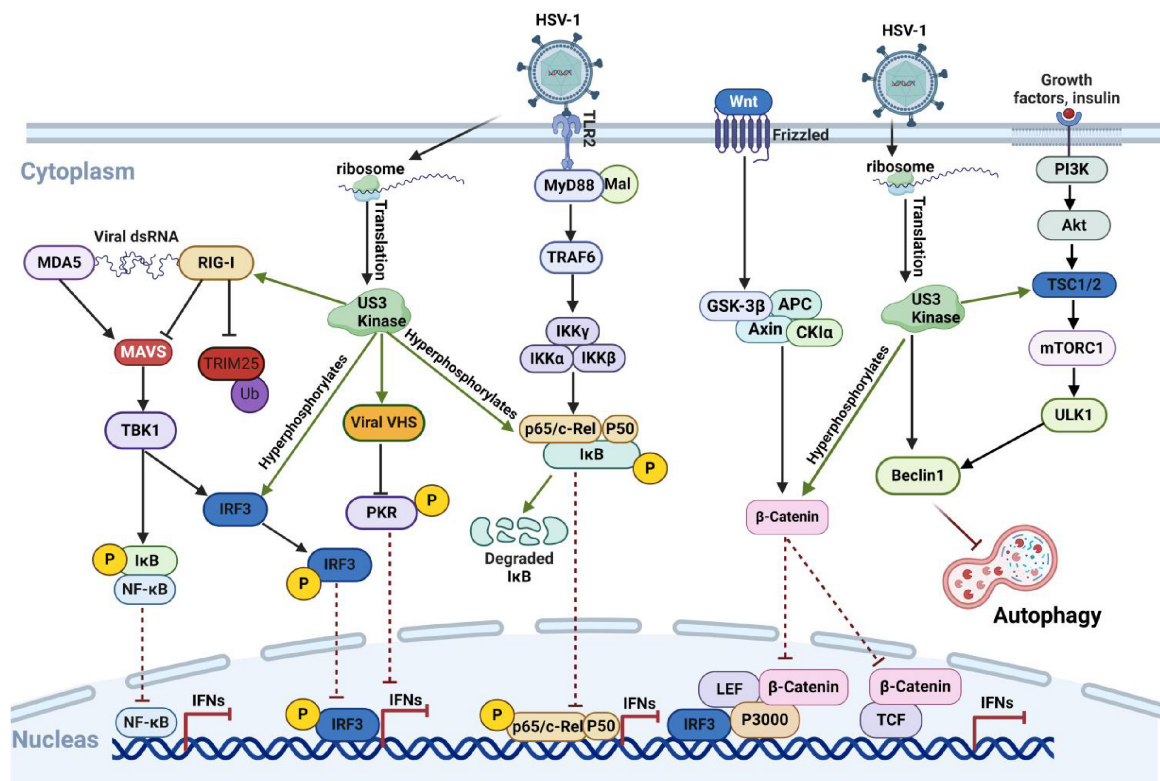 HSV-1
HSV-1
TLR2
Wnt
Frizzled
Growth
factors, insulin
Cytoplasm
ribosome
Translation
MyD88
Mal
ribosome
Translation
PI3K
Akt
Viral dsRNA
MDA5
RIG-I
TRAF6
US3
Kinase
GSK-3β
APC
Axin
CKIα
US3
Kinase
TSC1/2
IKKγ
IKKα
IKKβ
MAVS
TRIM25
Ub
mTORC1
Hyperphosphorylates
Hyperphosphorylates
Hyperphosphorylates
TBK1
Viral VHS
p65/c-Rel
P50
IκB
P
ULK1
Beclin1
IRF3
PKR
P
β-Catenin
P
IκB
NF-κB
IRF3
P
Degraded
IκB
Autophagy
IFNs
IFNs
IFNs
IFNs
NF-κB
P
IRF3
P
p65/c-Rel
P50
LEF
β-Catenin
IRF3
P3000
β-Catenin
TCF
Nucleas